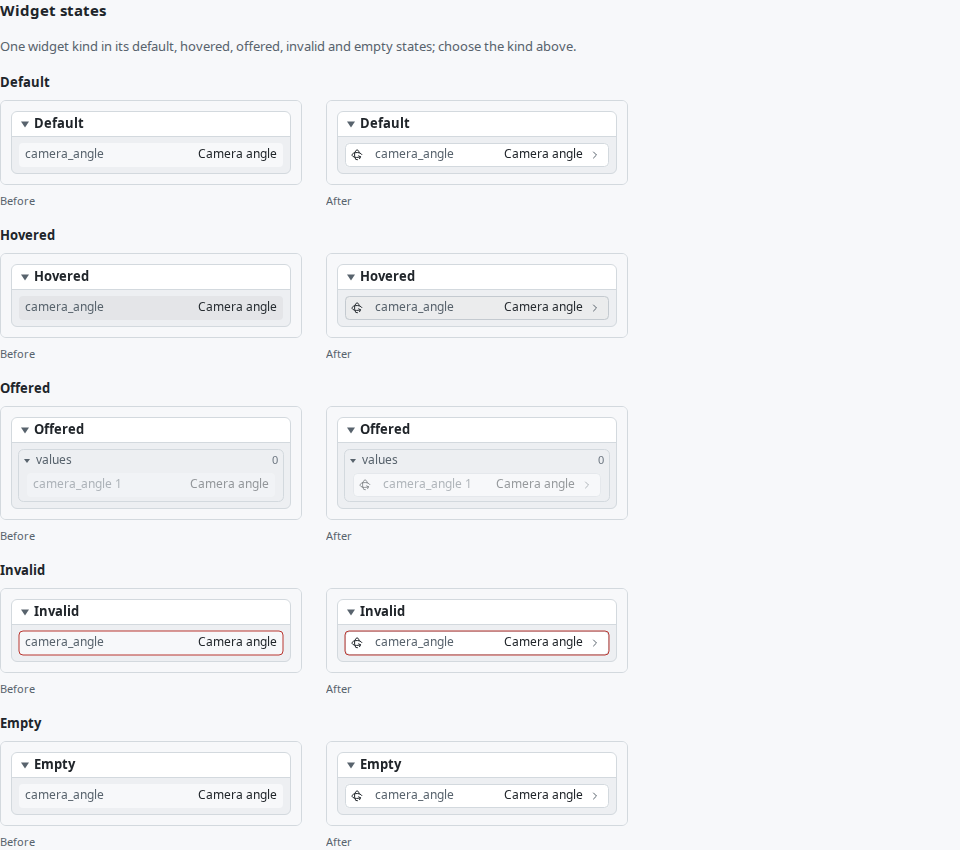 Widget states
One widget kind in its default, hovered, offered, invalid and empty states; choose the kind above.
Default
Default
camera_angle Camera angle
Before
Default
camera_angle Camera angle
After
Hovered
Hovered
camera_angle Camera angle
Before
Hovered
camera_angle Camera angle
After
Offered
Offered
values 0
camera_angle 1 Camera angle
Before
Offered
values 0
camera_angle 1 Camera angle
After
Invalid
Invalid
camera_angle Camera angle
Before
Invalid
camera_angle Camera angle
After
Empty
Empty
camera_angle Camera angle
Before
Empty
camera_angle Camera angle
After